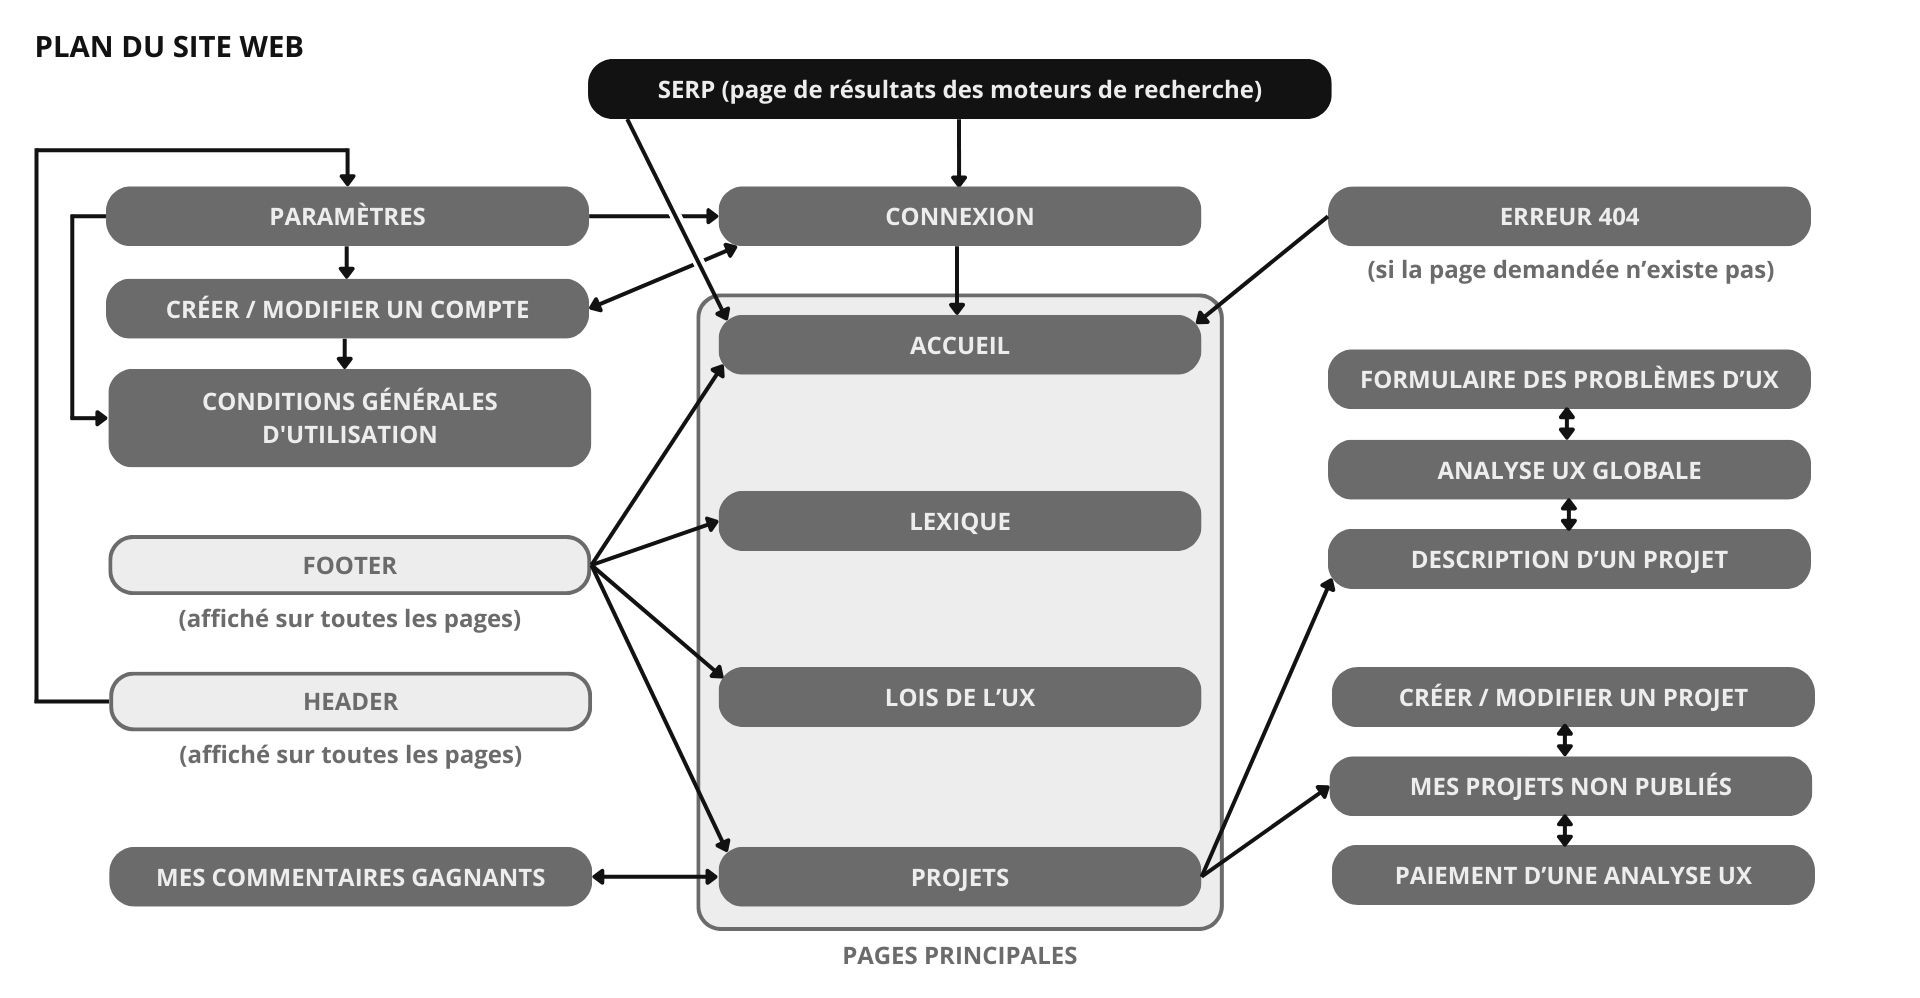 PLAN DU SITE WEB
SERP (page de résultats des moteurs de recherche)
PARAMÈTRES
CONNEXION
ERREUR 404
(si la page demandée n’existe pas)
CRÉER / MODIFIER UN COMPTE
ACCUEIL
CONDITIONS GÉNÉRALES
D'UTILISATION
FORMULAIRE DES PROBLÈMES D’UX
ANALYSE UX GLOBALE
LEXIQUE
DESCRIPTION D’UN PROJET
FOOTER
(affiché sur toutes les pages)
HEADER
(affiché sur toutes les pages)
LOIS DE L’UX
CRÉER / MODIFIER UN PROJET
MES PROJETS NON PUBLIÉS
MES COMMENTAIRES GAGNANTS
PROJETS
PAIEMENT D’UNE ANALYSE UX
PAGES PRINCIPALES